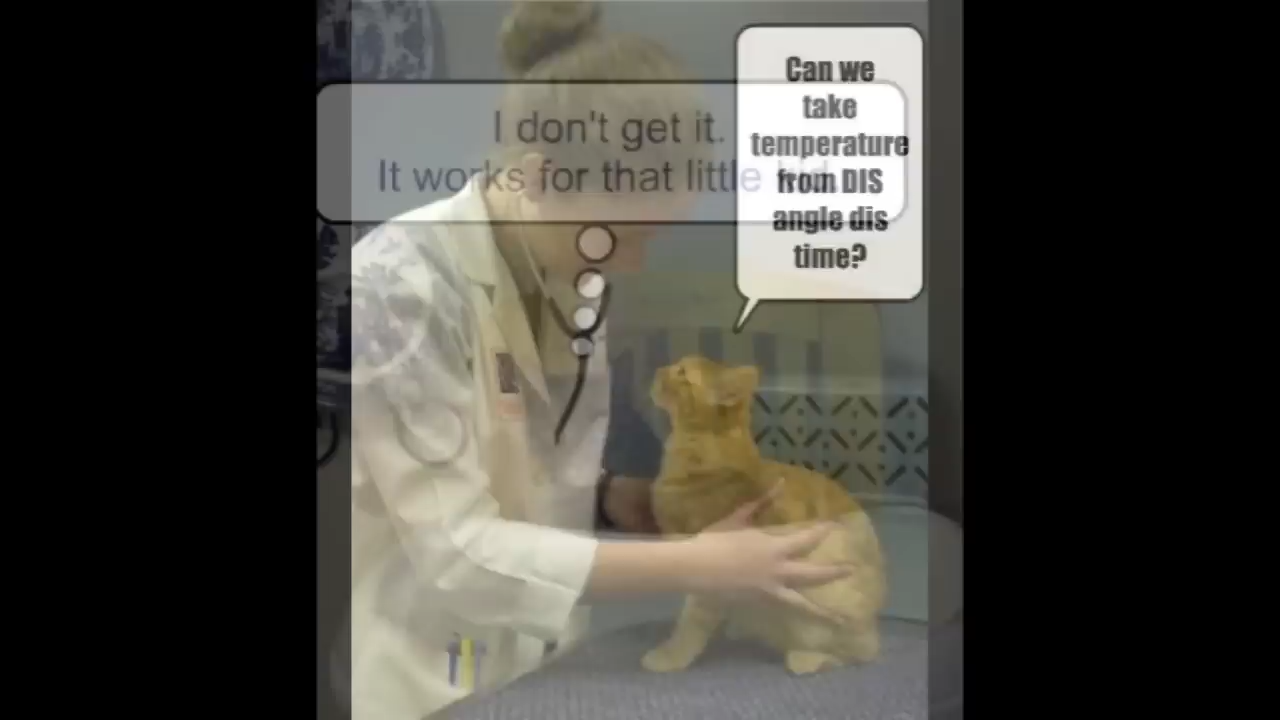 I don't get it.
It works for that little
Can we
take
temperature
from DIS
angle dis
time?